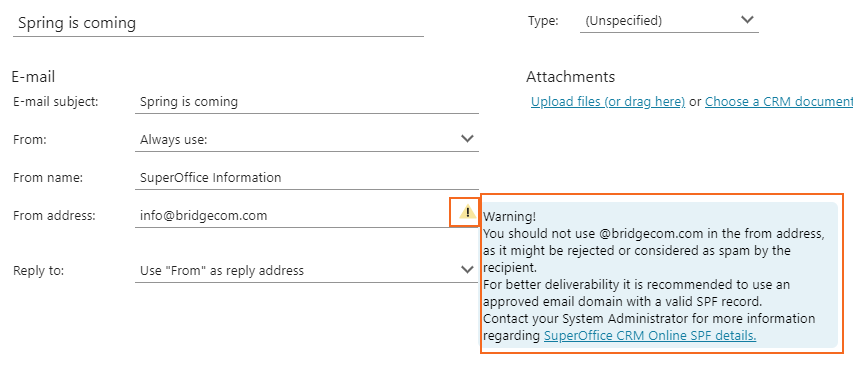 Spring is coming
Type: (Unspecified)
E-mail
Attachments
E-mail subject: Spring is coming
Upload files (or drag here) or Choose a CRM document
From: Always use:
From name: SuperOffice Information
From address: info@bridgecom.com
Warning!
You should not use @bridgecom.com in the from address,
as it might be rejected or considered as spam by the
recipient.
For better deliverability it is recommended to use an
approved email domain with a valid SPF record.
Contact your System Administrator for more information
regarding SuperOffice CRM Online SPF details.
Reply to: Use "From" as reply address